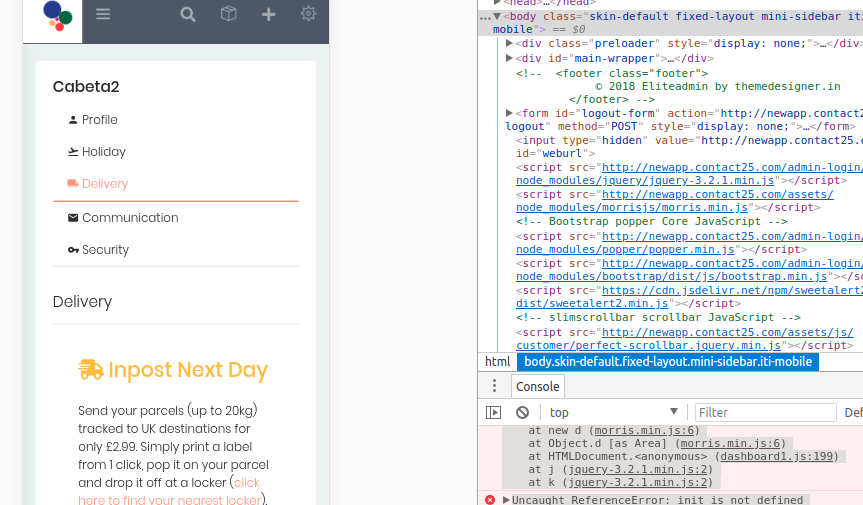 Cabeta2
Profile
Holiday
Delivery
Communication
Security
Delivery
Inpost Next Day
Send your parcels (up to 20kg)
tracked to UK destinations for
only £2.99. Simply print a label
from 1 click, pop it on your parcel
and drop it off at a locker (click
here to find your nearest locker).
<head>…</head>
…▼<body class="skin-default fixed-layout mini-sidebar iti-
mobile"> == $0
▶<div class="preloader" style="display: none;">…</div>
▶<div id="main-wrapper">…</div>
<!--  <footer class="footer">
© 2018 Eliteadmin by themedesigner.in
</footer> -->
▶<form id="logout-form" action="http://newapp.contact25.co
logout" method="POST" style="display: none;">…</form>
<input type="hidden" value="http://newapp.contact25.co
id="weburl">
<script src="http://newapp.contact25.com/admin-login/
node_modules/jquery/jquery-3.2.1.min.js"></script>
<script src="http://newapp.contact25.com/assets/
node_modules/morrisjs/morris.min.js"></script>
<!-- Bootstrap popper Core JavaScript -->
<script src="http://newapp.contact25.com/admin-login/
node_modules/popper/popper.min.js"></script>
<script src="http://newapp.contact25.com/admin-login/
node_modules/bootstrap/dist/js/bootstrap.min.js"></sc
<script src="https://cdn.jsdelivr.net/npm/sweetalert2
dist/sweetalert2.min.js"></script>
<!-- slimscrollbar scrollbar JavaScript -->
<script src="http://newapp.contact25.com/assets/js/
customer/perfect-scrollbar.jquery.min.js"></script>
html body.skin-default.fixed-layout.mini-sidebar.iti-mobile
Console
top Filter Def
at new d (morris.min.js:6)
at Object.d [as Area] (morris.min.js:6)
at HTMLDocument.<anonymous> (dashboard1.js:199)
at j (jquery-3.2.1.min.js:2)
at k (jquery-3.2.1.min.js:2)
▶Uncaught ReferenceError: init is not defined